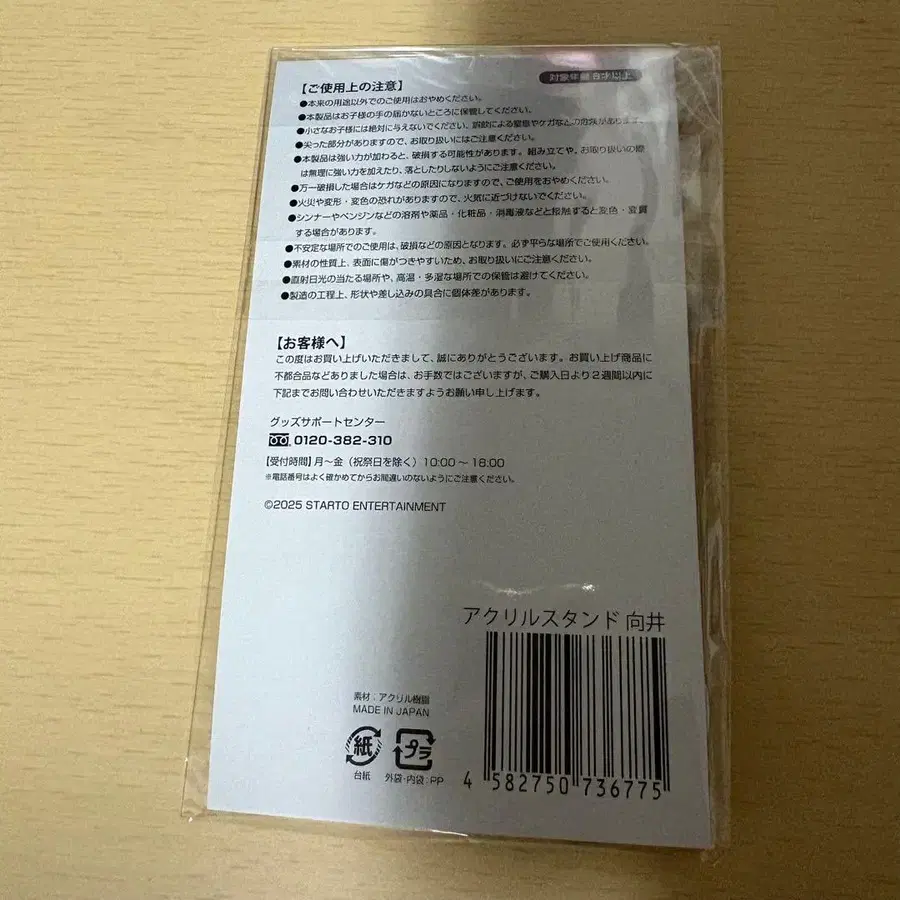 【ご使用上の注意】
対象年齢 8才以上
●本来の用途以外でのご使用はおやめください。
●本製品はお子様の手の届かないところに保管してください。
●小さなお子様には絶対に与えないでください。誤飲による窒息やケガなどの危険があります。
●尖った部分がありますので、お取り扱いにはご注意ください。
●本製品は強い力が加わると、破損する可能性があります。組み立てや、お取り扱いの際
は無理に強い力を加えたり、落としたりしないようにご注意ください。
●万一破損した場合はケガなどの原因になりますので、ご使用をおやめください。
●火災や変形・変色の恐れがありますので、火気に近づけないでください。
●シンナーやベンジンなどの溶剤や薬品・化粧品・消毒液などと接触すると変色・変質
する場合があります。
●不安定な場所でのご使用は、破損などの原因となります。必ず平らな場所でご使用ください。
●素材の性質上、表面に傷がつきやすいため、お取り扱いにご注意ください。
●直射日光の当たる場所や、高温・多湿な場所での保管は避けてください。
●製造の工程上、形状や差し込みの具合に個体差があります。
【お客様へ】
この度はお買い上げいただきまして、誠にありがとうございます。お買い上げ商品に
不都合品などありました場合は、お手数ではございますが、ご購入日より2週間以内に
下記までお問い合わせいただきますようお願い申し上げます。
グッズサポートセンター
0120-382-310
【受付時間】月〜金（祝祭日を除く）10:00〜18:00
※電話番号はよく確かめてからお間違いのないようにご注意ください。
©2025 STARTO ENTERTAINMENT
アクリルスタンド 向井
素材：アクリル樹脂
MADE IN JAPAN
紙
プラ
台紙
外袋・内袋：PP
4 582750 736775